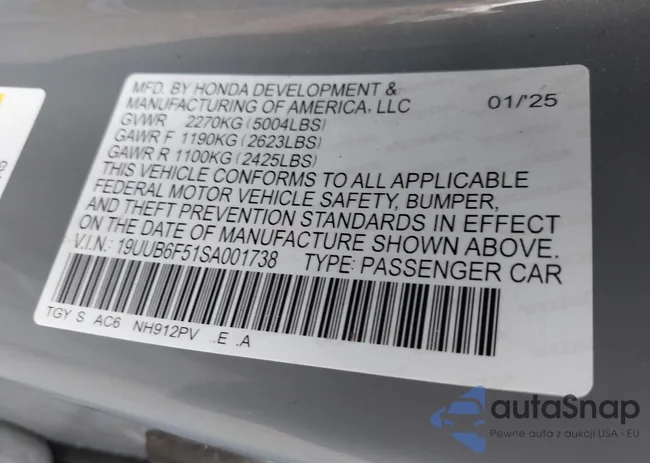 MFD. BY HONDA DEVELOPMENT &
MANUFACTURING OF AMERICA, LLC 01/'25
GVWR 2270KG (5004LBS)
GAWR F 1190KG (2623LBS)
GAWR R 1100KG (2425LBS)
THIS VEHICLE CONFORMS TO ALL APPLICABLE
FEDERAL MOTOR VEHICLE SAFETY, BUMPER,
AND THEFT PREVENTION STANDARDS IN EFFECT
ON THE DATE OF MANUFACTURE SHOWN ABOVE.
V.I.N.: 19UUB6F51SA001738 TYPE: PASSENGER CAR
TGY S AC6 NH912PV .E .A
autaSnap
Pewne auta z aukcji USA i EU